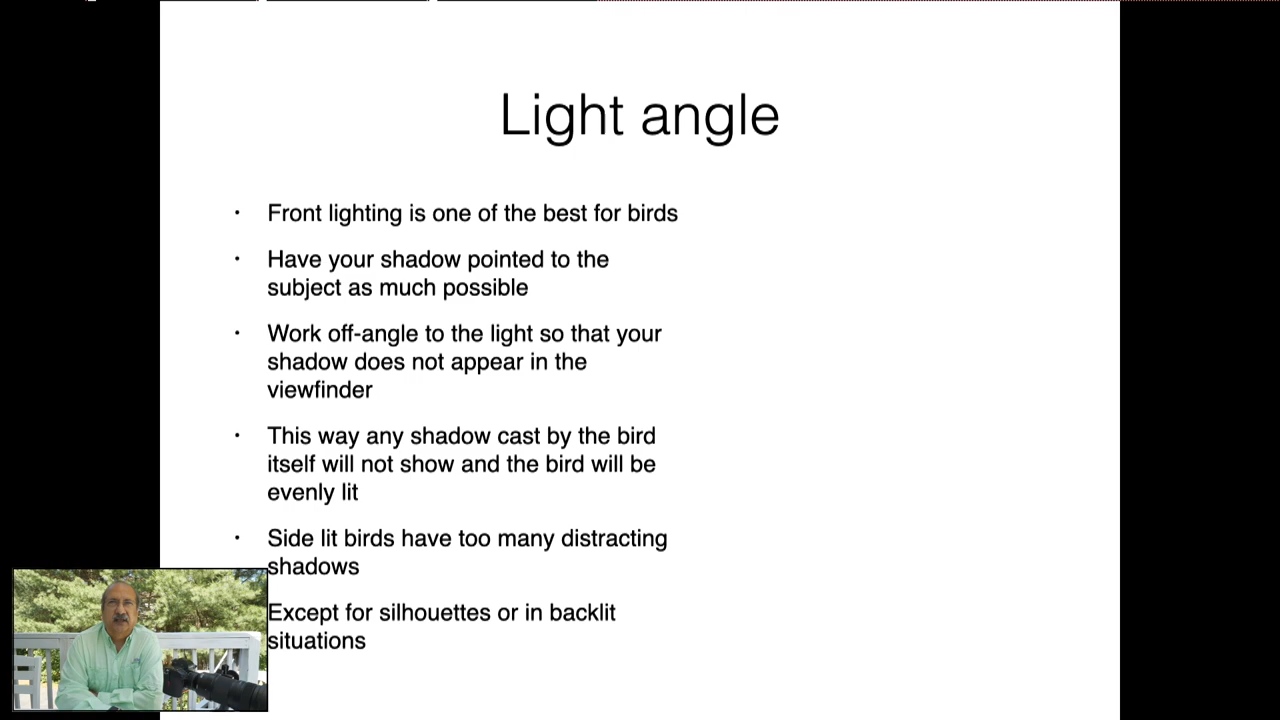 Light angle
• Front lighting is one of the best for birds
• Have your shadow pointed to the
subject as much possible
• Work off-angle to the light so that your
shadow does not appear in the
viewfinder
• This way any shadow cast by the bird
itself will not show and the bird will be
evenly lit
• Side lit birds have too many distracting
shadows
Except for silhouettes or in backlit
situations